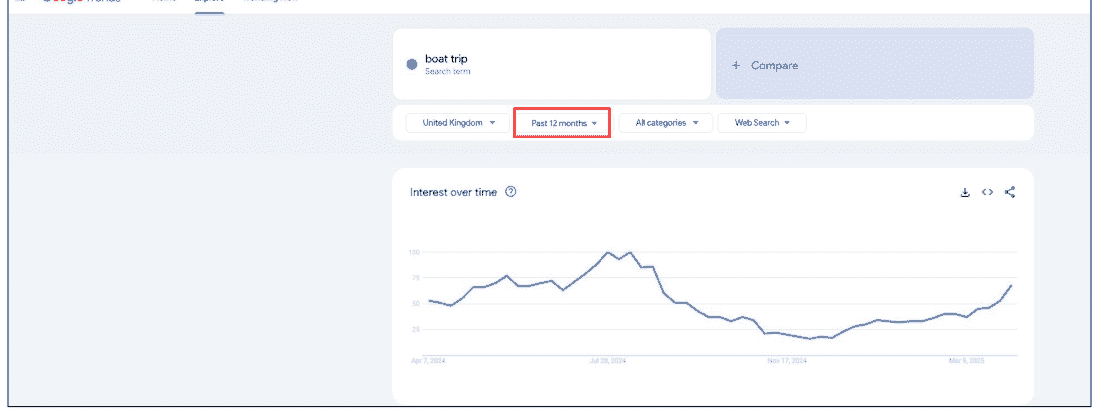 boat trip
Search term
+ Compare
United Kingdom
Past 12 months
All categories
Web Search
Interest over time
100
75
50
25
Apr 7, 2024
Jul 28, 2024
Nov 17, 2024
Mar 9, 2025